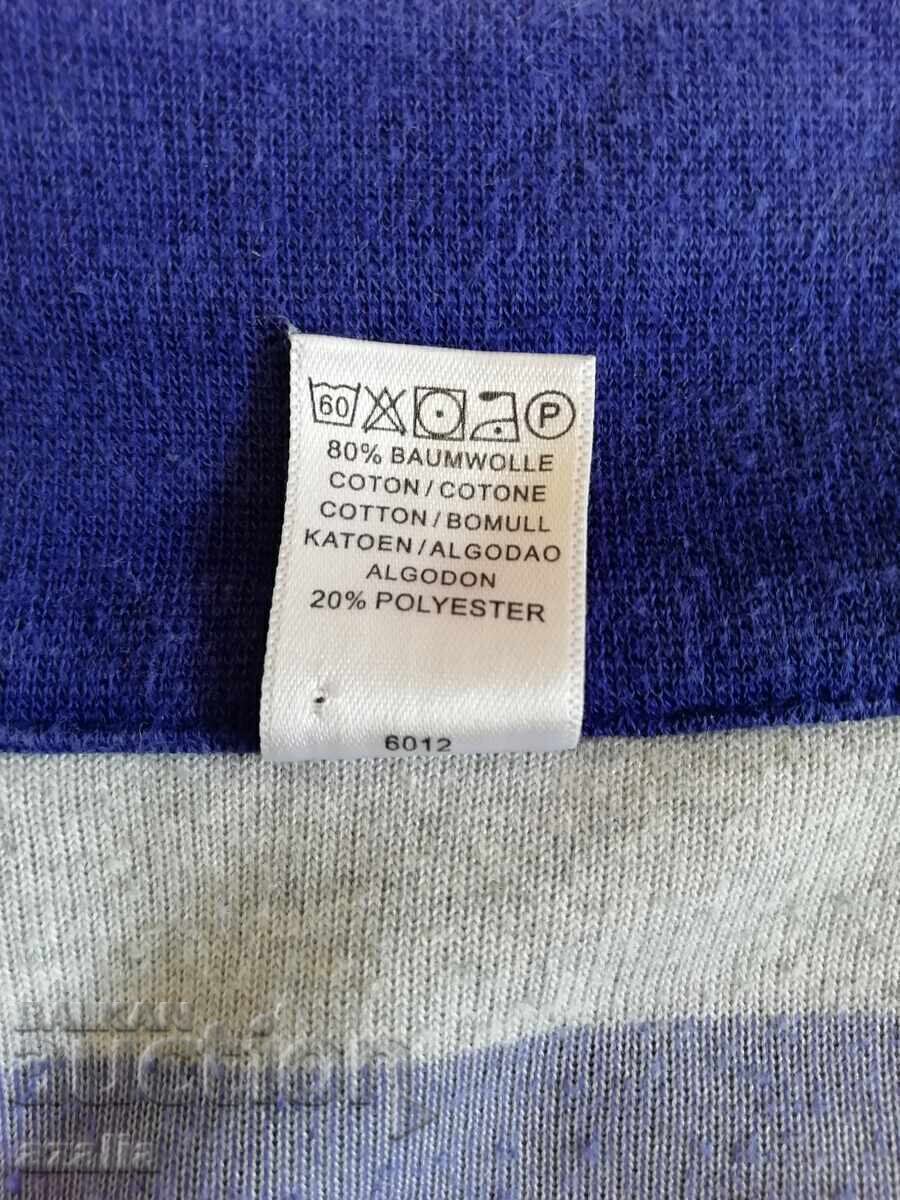 60 P
80% BAUMWOLLE
COTON / COTONE
COTTON / BOMULL
KATOEN / ALGODAO
ALGODON
20% POLYESTER
6012
BALKAN
auction
azalia